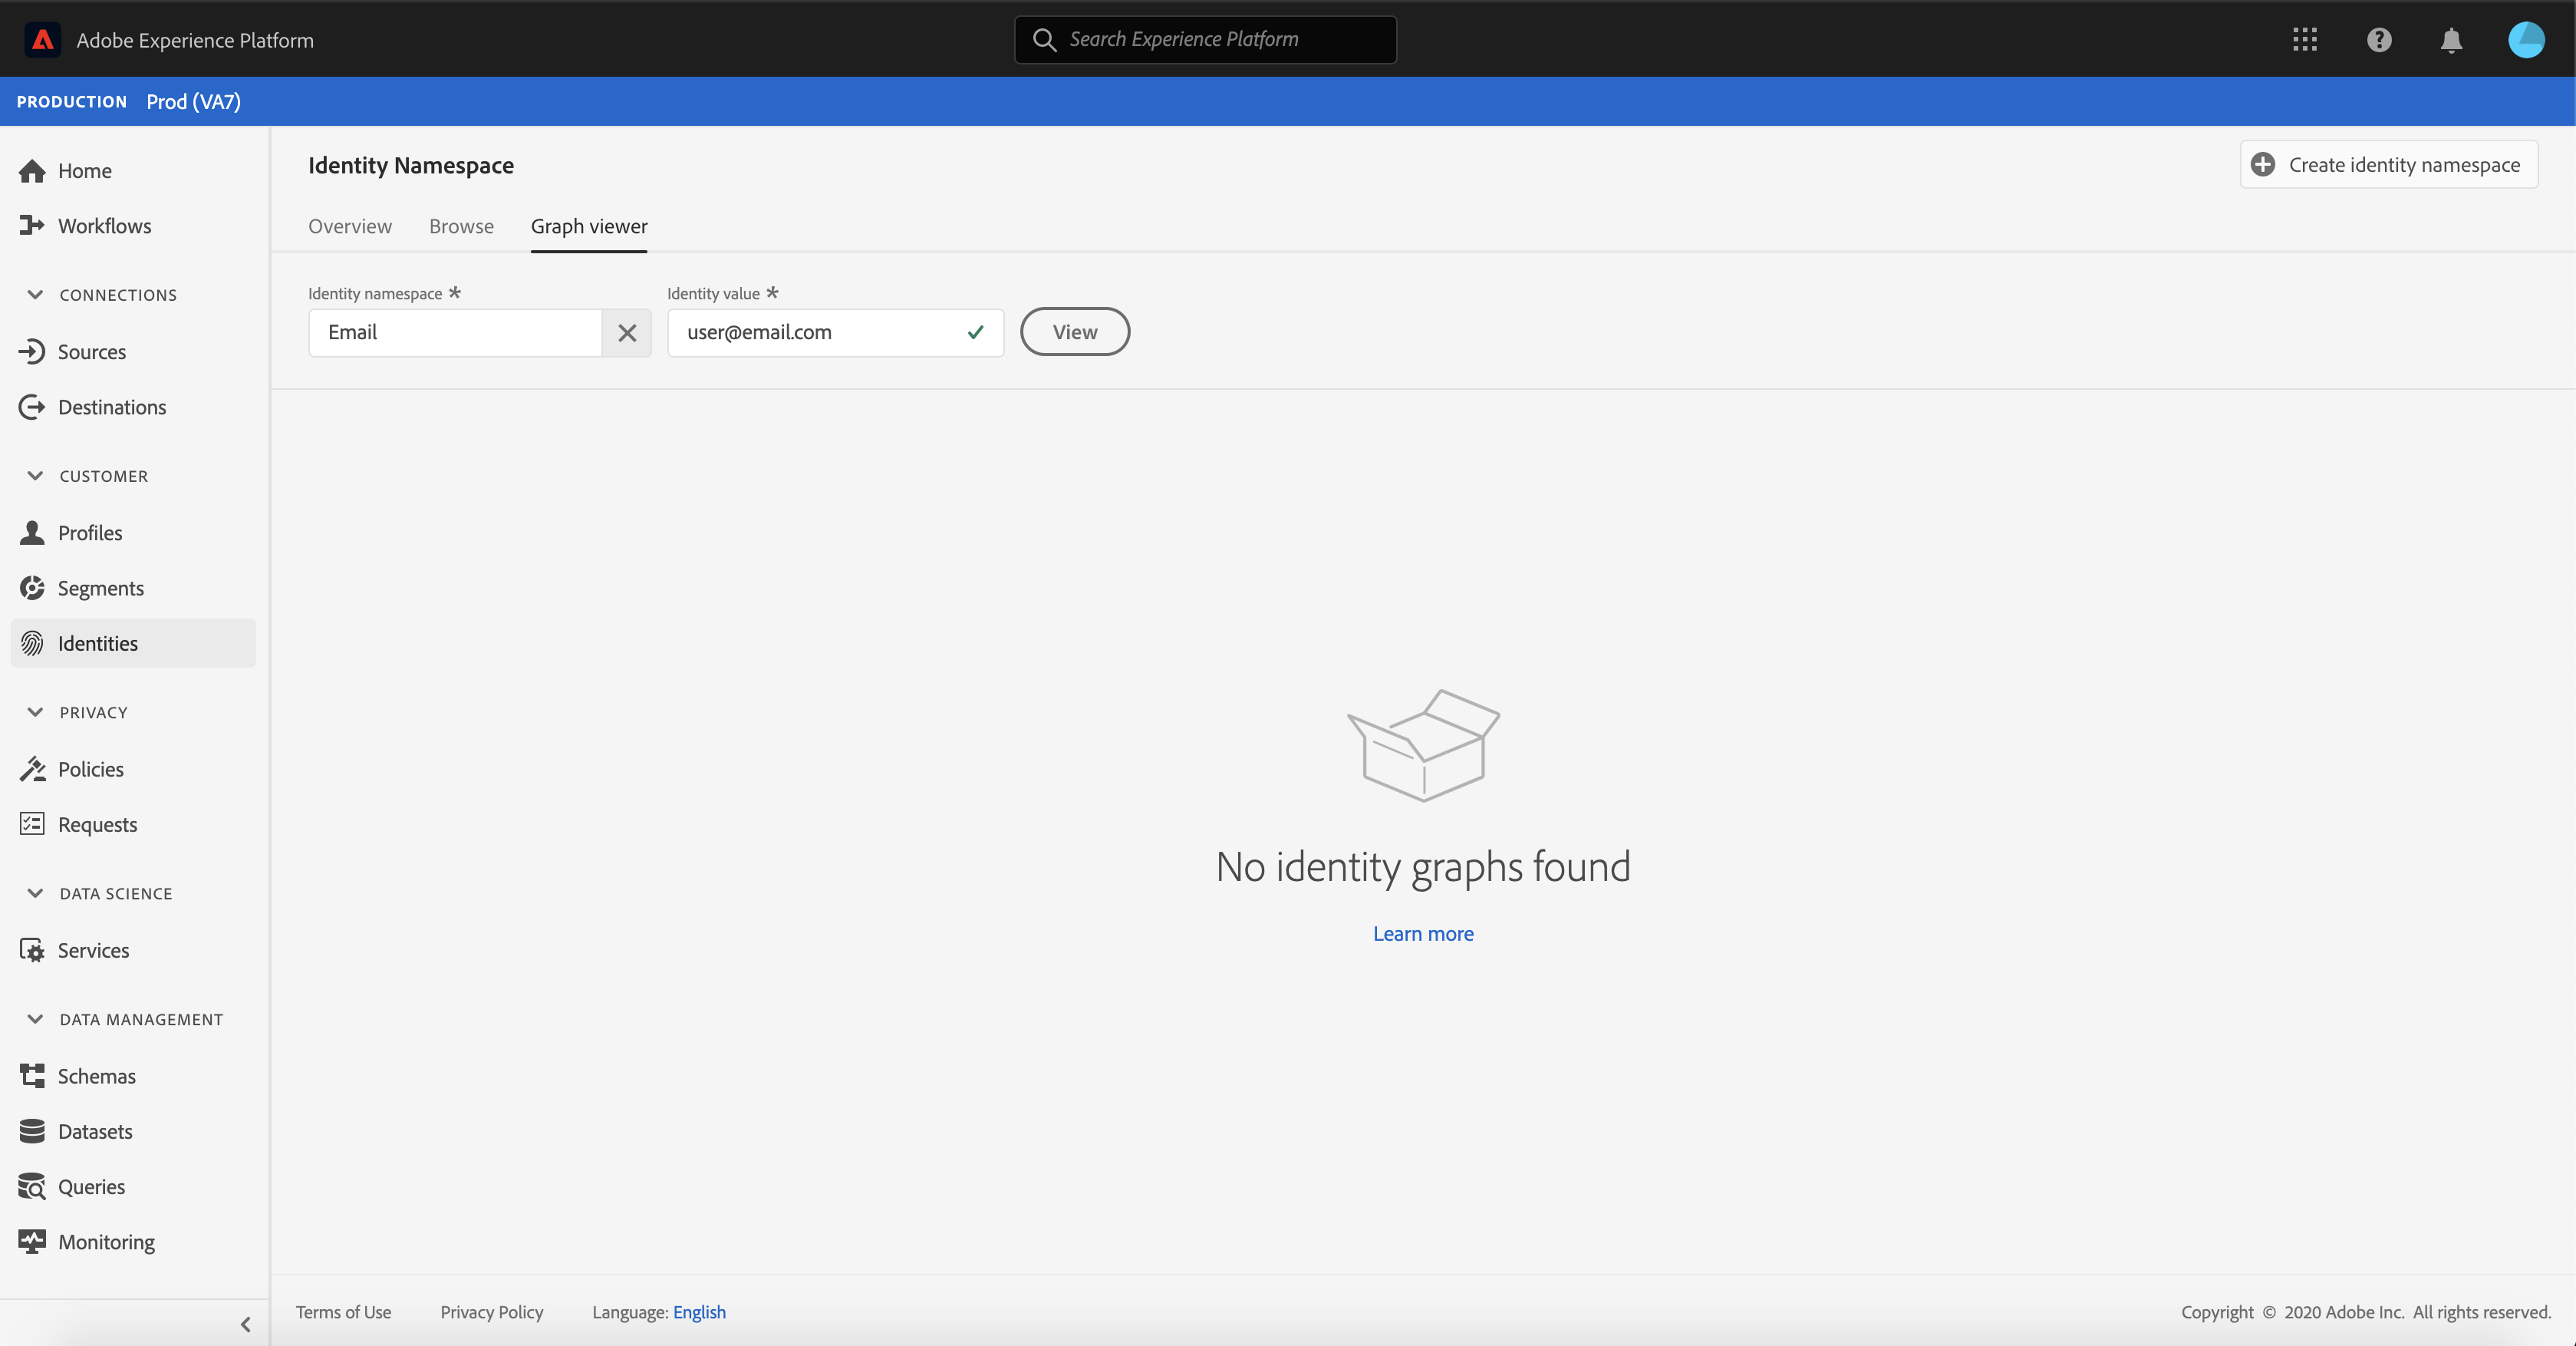 Adobe Experience Platform
Search Experience Platform
PRODUCTION Prod (VA7)
Home
Workflows
CONNECTIONS
Sources
Destinations
CUSTOMER
Profiles
Segments
Identities
PRIVACY
Policies
Requests
DATA SCIENCE
Services
DATA MANAGEMENT
Schemas
Datasets
Queries
Monitoring
Identity Namespace
Create identity namespace
Overview Browse Graph viewer
Identity namespace * Identity value *
Email user@email.com View
No identity graphs found
Learn more
Terms of Use Privacy Policy Language: English Copyright © 2020 Adobe Inc. All rights reserved.